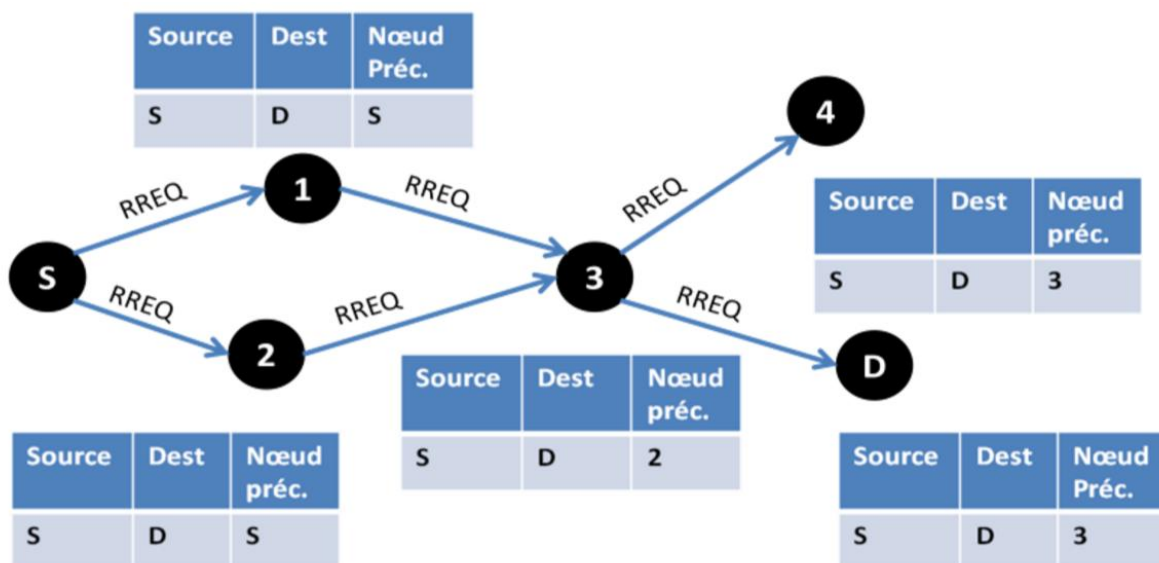 Source Dest Nœud
Préc.
S D S
4
RREQ
1
RREQ
RREQ
Source Dest Nœud
préc.
S D 3
S
3
RREQ
RREQ
RREQ
2
D
Source Dest Nœud
préc.
S D 2
Source Dest Nœud
préc.
S D S
Source Dest Nœud
Préc.
S D 3